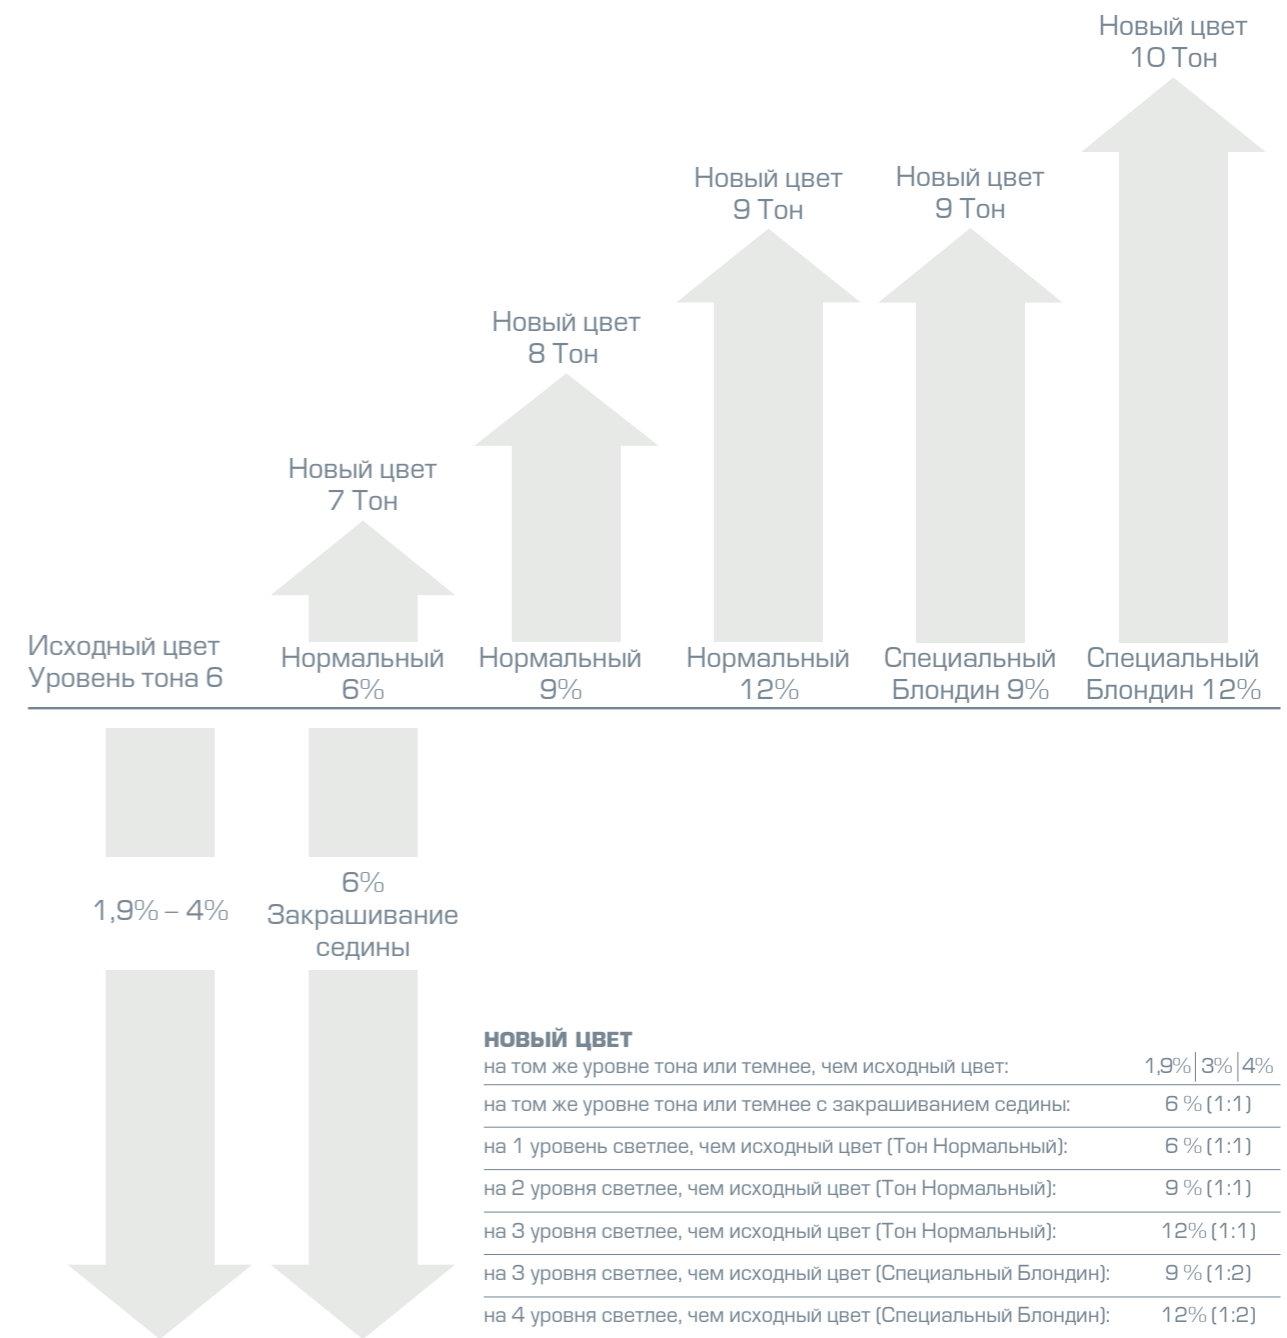 Новый цвет
10 Тон
Новый цвет
9 Тон
Новый цвет
9 Тон
Новый цвет
8 Тон
Новый цвет
7 Тон
Исходный цвет
Уровень тона 6
Нормальный
6%
Нормальный
9%
Нормальный
12%
Специальный
Блондин 9%
Специальный
Блондин 12%
1,9% – 4%
6%
Закрашивание
седины
НОВЫЙ ЦВЕТ
на том же уровне тона или темнее, чем исходный цвет: 1,9%|3%|4%
на том же уровне тона или темнее с закрашиванием седины: 6 % (1:1)
на 1 уровень светлее, чем исходный цвет (Тон Нормальный): 6 % (1:1)
на 2 уровня светлее, чем исходный цвет (Тон Нормальный): 9 % (1:1)
на 3 уровня светлее, чем исходный цвет (Тон Нормальный): 12% (1:1)
на 3 уровня светлее, чем исходный цвет (Специальный Блондин): 9 % (1:2)
на 4 уровня светлее, чем исходный цвет (Специальный Блондин): 12% (1:2)